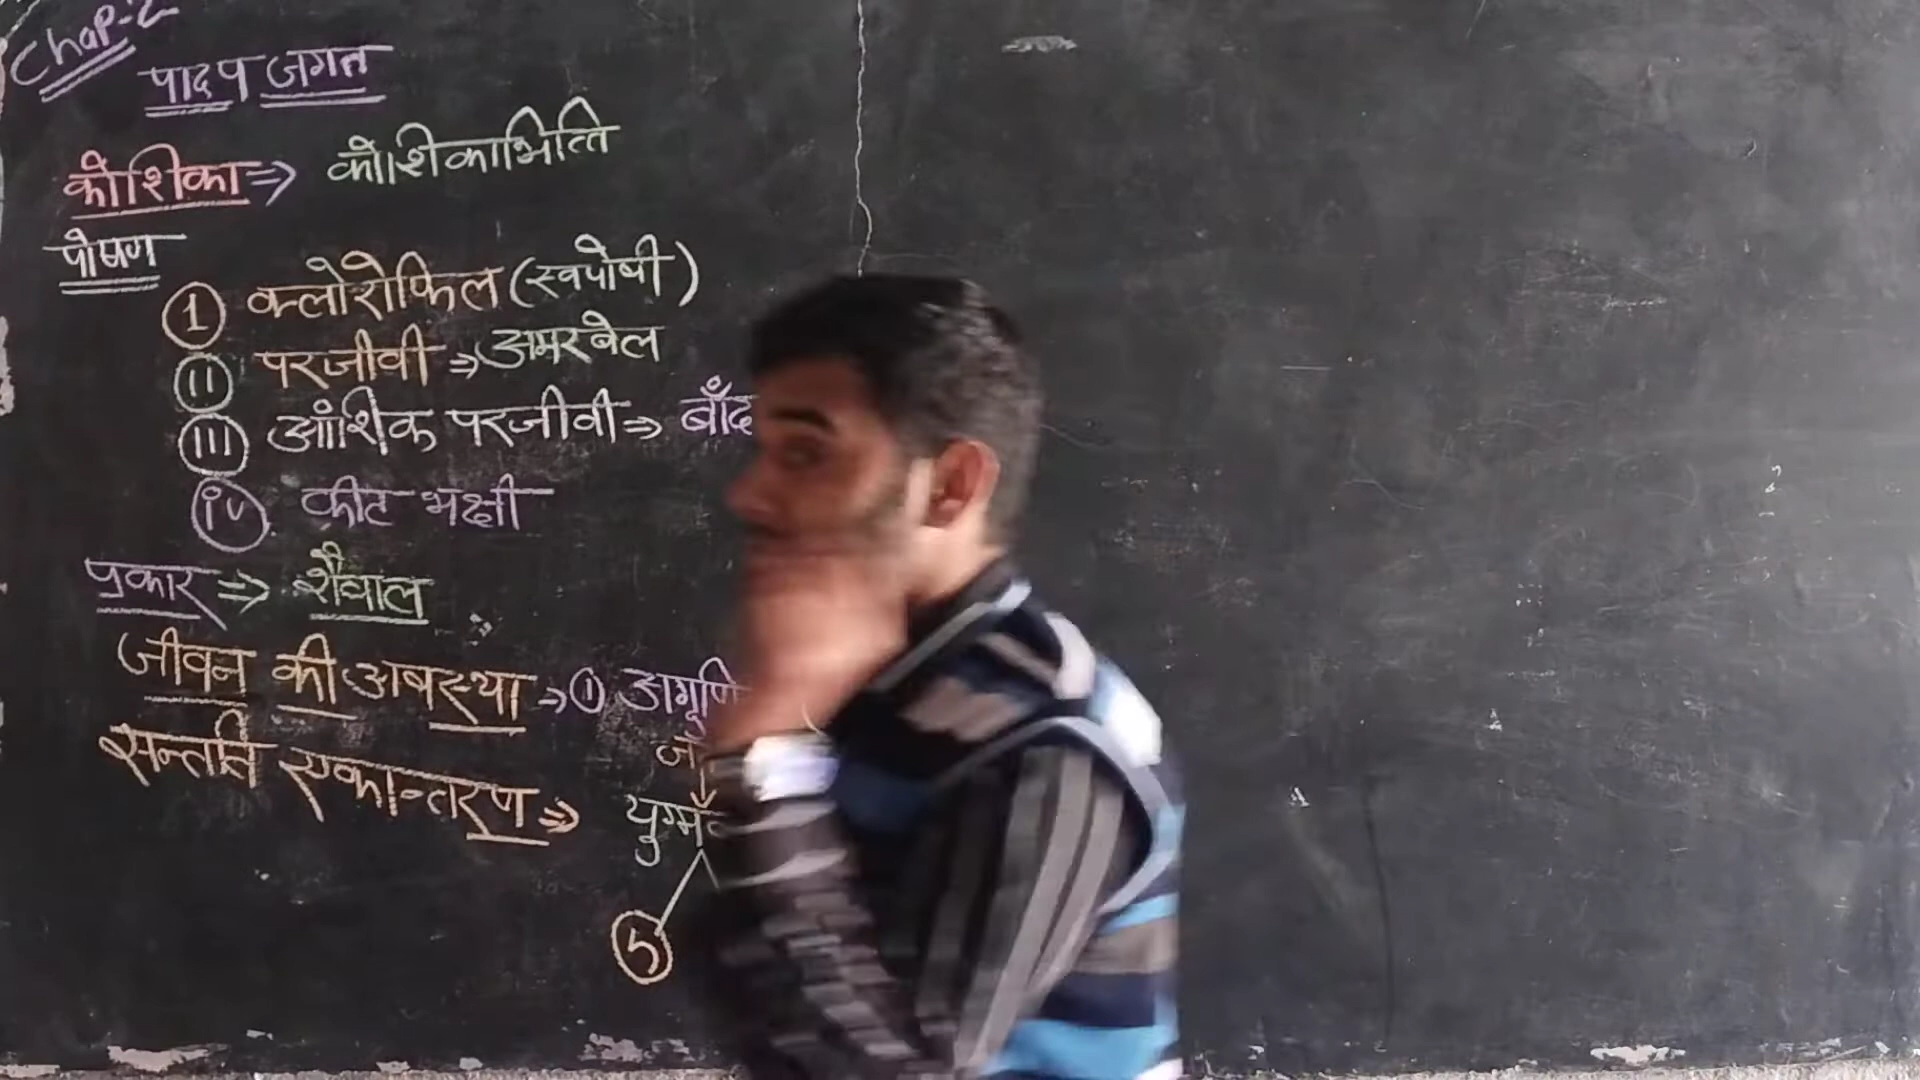 Chap-2
पादप जगत
कोशिका => कोशिकाभित्ति
पोषण
① क्लोरोफिल (स्वपोषी)
II परजीवी => अमरबेल
III आंशिक परजीवी =>
iv कीट भक्षी
प्रकार => शैवाल
जीवन की अवस्था => ①
सन्तति एकान्तरण =>
5